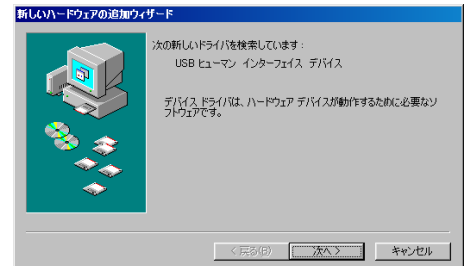 新しいハードウェアの追加ウィザード
次の新しいドライバを検索しています：
USB ヒューマン インターフェイス デバイス
デバイス ドライバは、ハードウェア デバイスが動作するために必要なソ
フトウェアです。
< 戻る(B)
次へ >
キャンセル